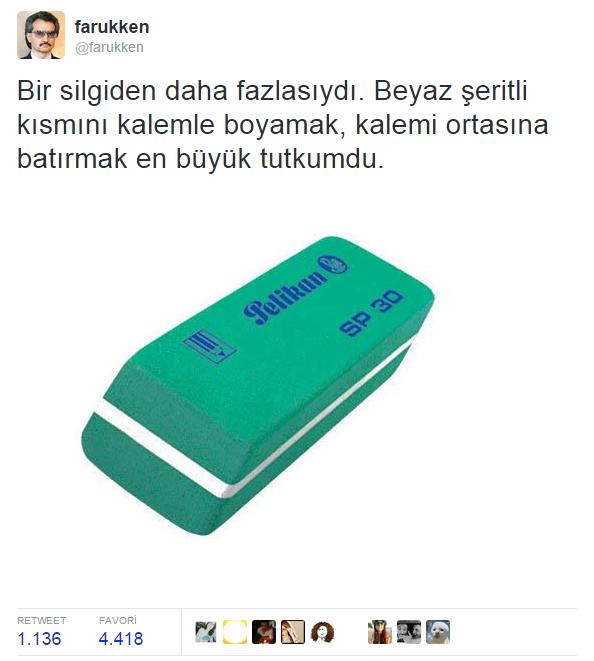 farukken
@farukken
Bir silgiden daha fazlasıydı. Beyaz şeritli
kısmını kalemle boyamak, kalemi ortasına
batırmak en büyük tutkumdu.
Pelikan
SP 30
RETWEET FAVORİ
1.136 4.418